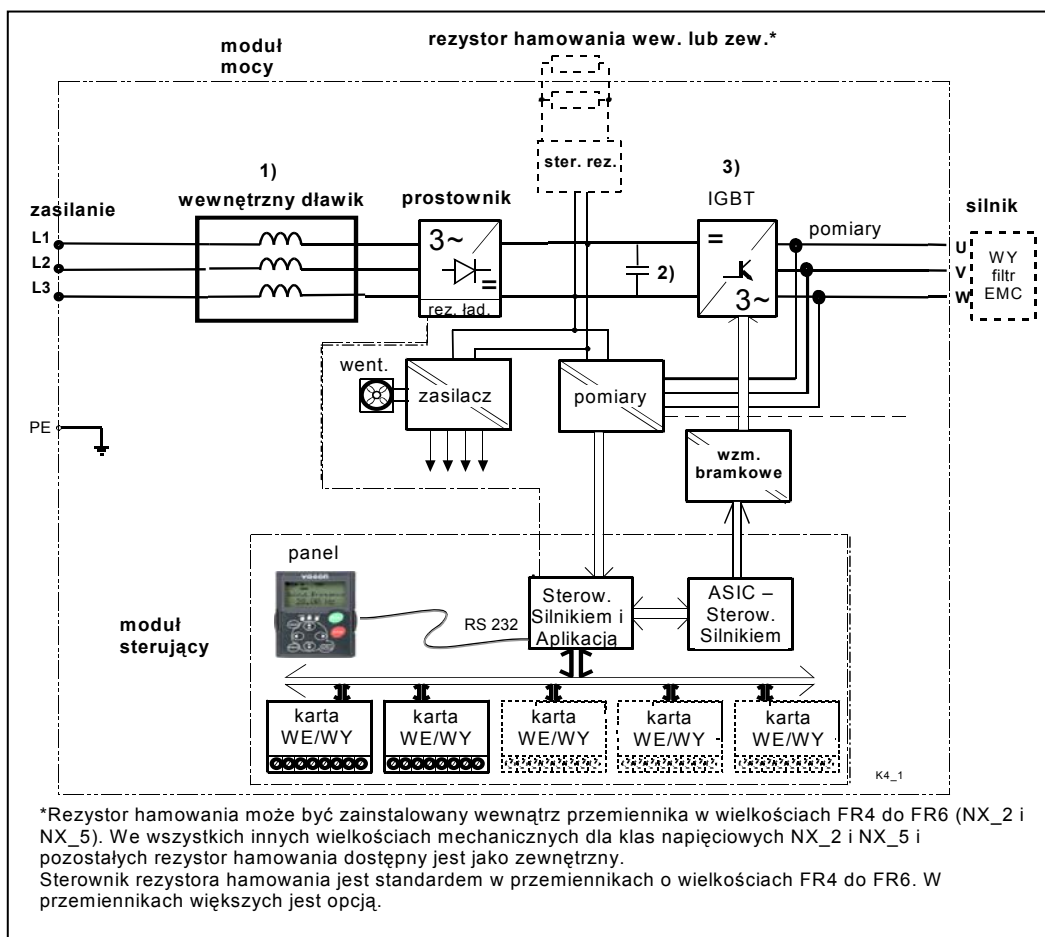 rezystor hamowania wew. lub zew.*
moduł
mocy
ster. rez.
1)
wewnętrzny dławik
prostownik
3)
IGBT
zasilanie
silnik
pomiary
L1
L2
L3
3~
=
rez. ład.
2)
=
3~
U
V
W
WY
filtr
EMC
went.
zasilacz
pomiary
PE
wzm.
bramkowe
panel
vacon
RS 232
Sterow.
Silnikiem i
Aplikacją
ASIC –
Sterow.
Silnikiem
moduł
sterujący
karta
WE/WY
karta
WE/WY
karta
WE/WY
karta
WE/WY
karta
WE/WY
K4_1
*Rezystor hamowania może być zainstalowany wewnątrz przemiennika w wielkościach FR4 do FR6 (NX_2 i
NX_5). We wszystkich innych wielkościach mechanicznych dla klas napięciowych NX_2 i NX_5 i
pozostałych rezystor hamowania dostępny jest jako zewnętrzny.
Sterownik rezystora hamowania jest standardem w przemiennikach o wielkościach FR4 do FR6. W
przemiennikach większych jest opcją.